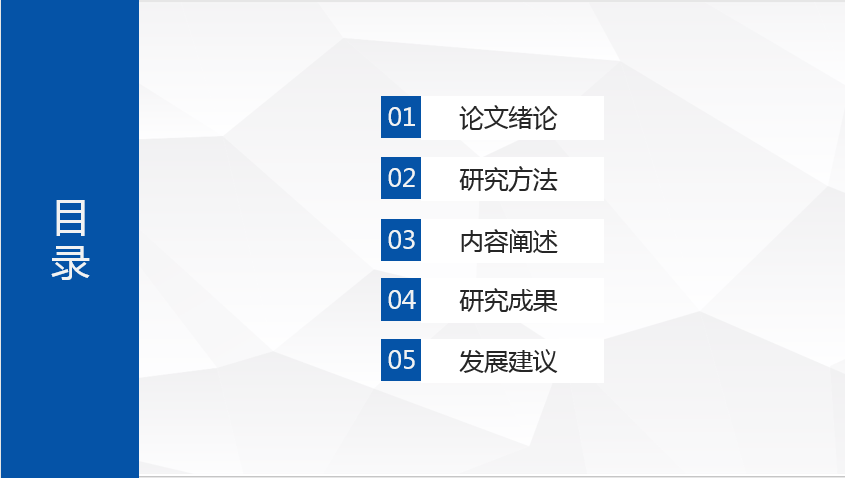 目
录
01 论文绪论
02 研究方法
03 内容阐述
04 研究成果
05 发展建议